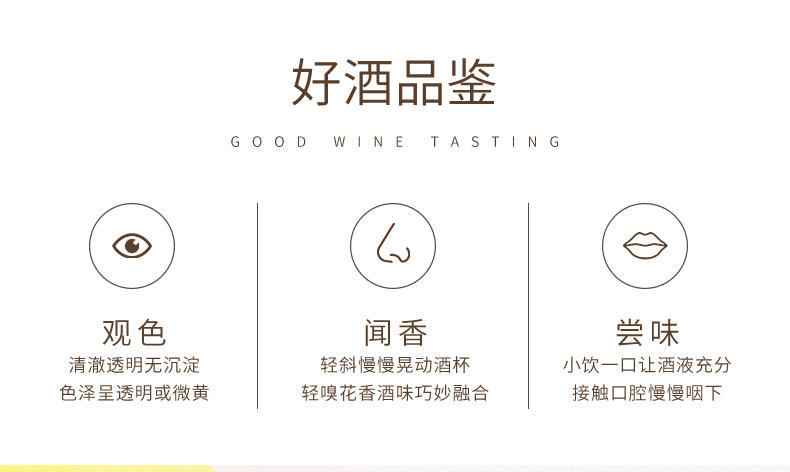 好酒品鉴
GOOD WINE TASTING
观色
清澈透明无沉淀
色泽呈透明或微黄
闻香
轻斜慢慢晃动酒杯
轻嗅花香酒味巧妙融合
尝味
小饮一口让酒液充分
接触口腔慢慢咽下